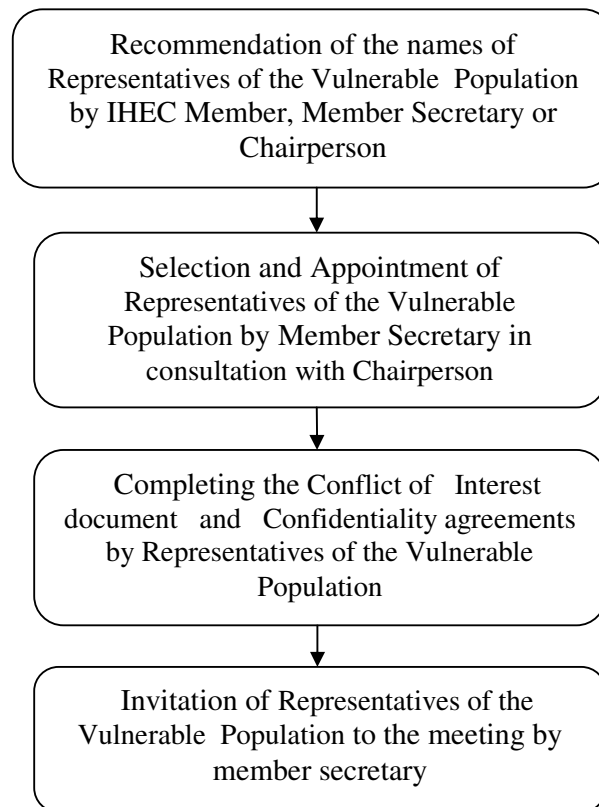 Recommendation of the names of
Representatives of the Vulnerable Population
by IHEC Member, Member Secretary or
Chairperson
Selection and Appointment of
Representatives of the Vulnerable
Population by Member Secretary in
consultation with Chairperson
Completing the Conflict of Interest
document and Confidentiality agreements
by Representatives of the Vulnerable
Population
Invitation of Representatives of the
Vulnerable Population to the meeting by
member secretary